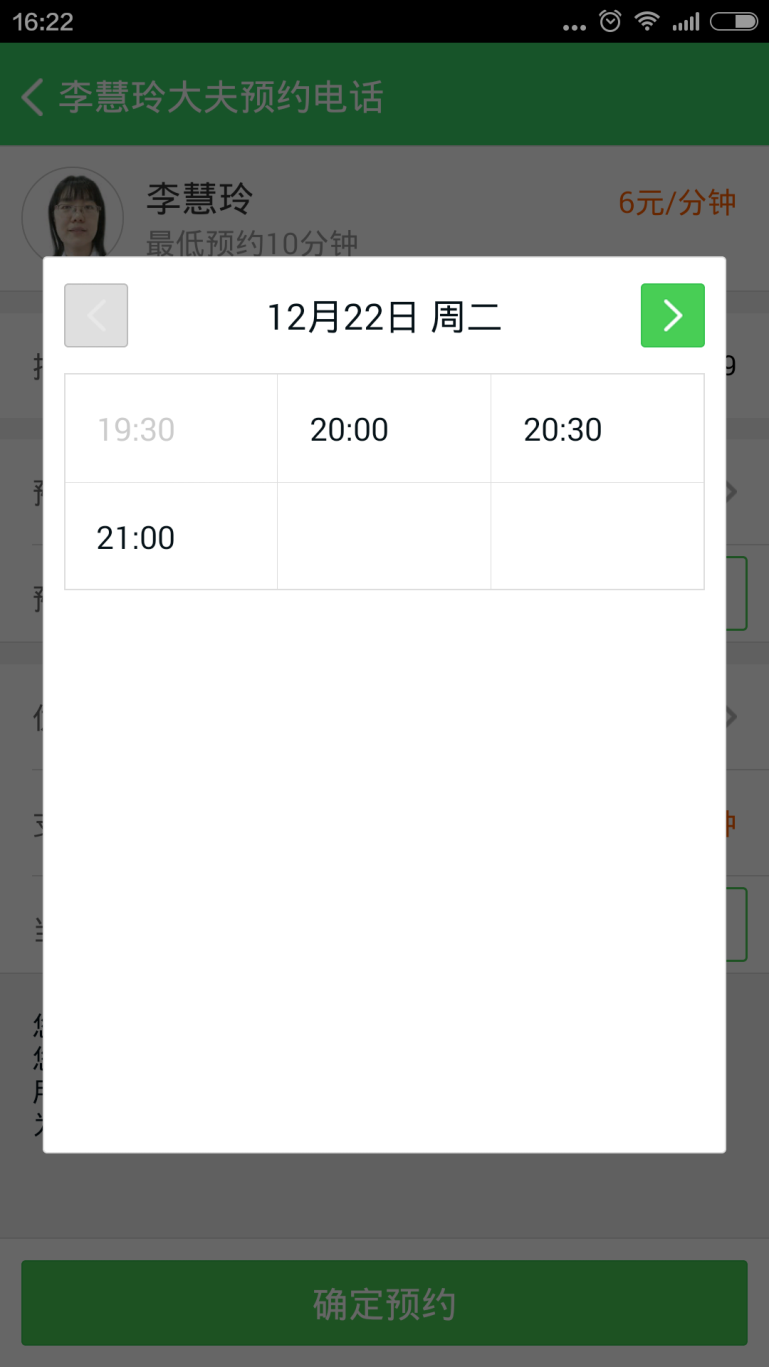 16:22
李慧玲大夫预约电话
李慧玲
6元/分钟
最低预约10分钟
12月22日 周二
19:30
20:00
20:30
21:00
确定预约